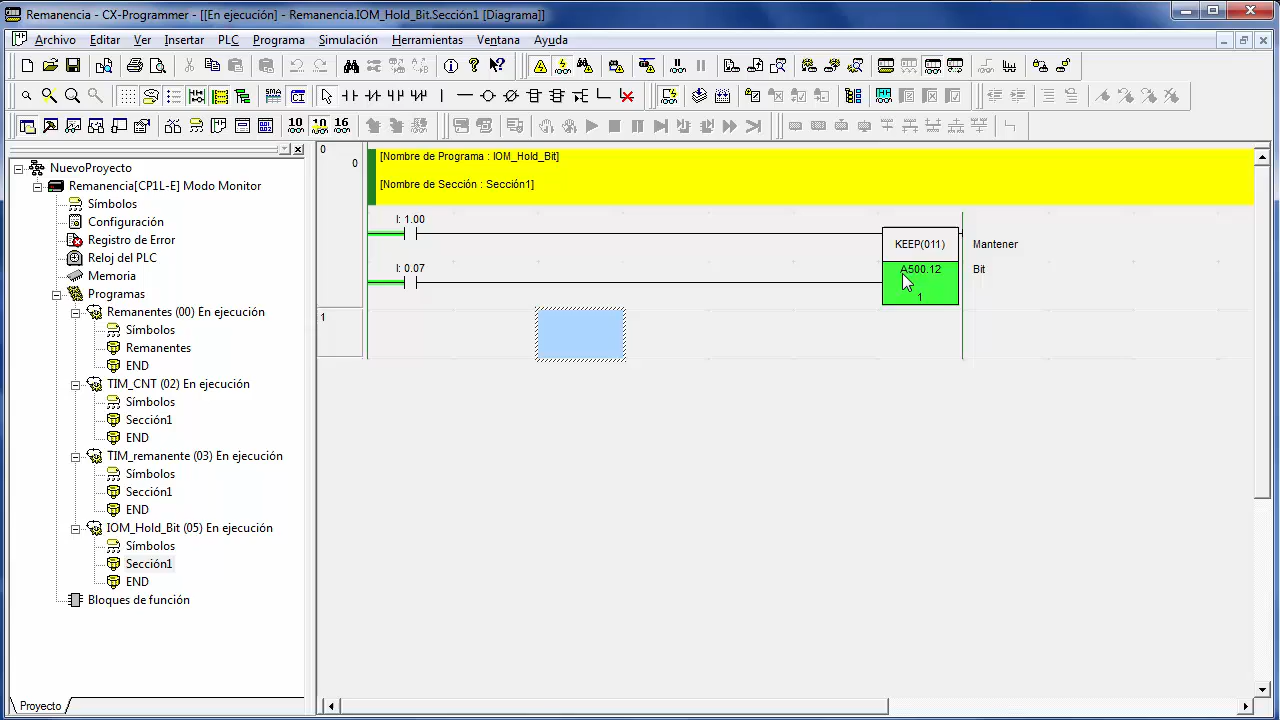 Remanencia - CX-Programmer - [[En ejecución] - Remanencia.IOM_Hold_Bit.Sección1 [Diagrama]]
Archivo Editar Ver Insertar PLC Programa Simulación Herramientas Ventana Ayuda
SMA CI
10 10 16
NuevoProyecto
Remanencia[CP1L-E] Modo Monitor
Símbolos
Configuración
Registro de Error
Reloj del PLC
Memoria
Programas
Remanentes (00) En ejecución
Símbolos
Remanentes
END
TIM_CNT (02) En ejecución
Símbolos
Sección1
END
TIM_remanente (03) En ejecución
Símbolos
Sección1
END
IOM_Hold_Bit (05) En ejecución
Símbolos
Sección1
END
Bloques de función
Proyecto
0
0
[Nombre de Programa : IOM_Hold_Bit]
[Nombre de Sección : Sección1]
I: 1.00
KEEP(011) Mantener
I: 0.07
A500.12 Bit
1
1